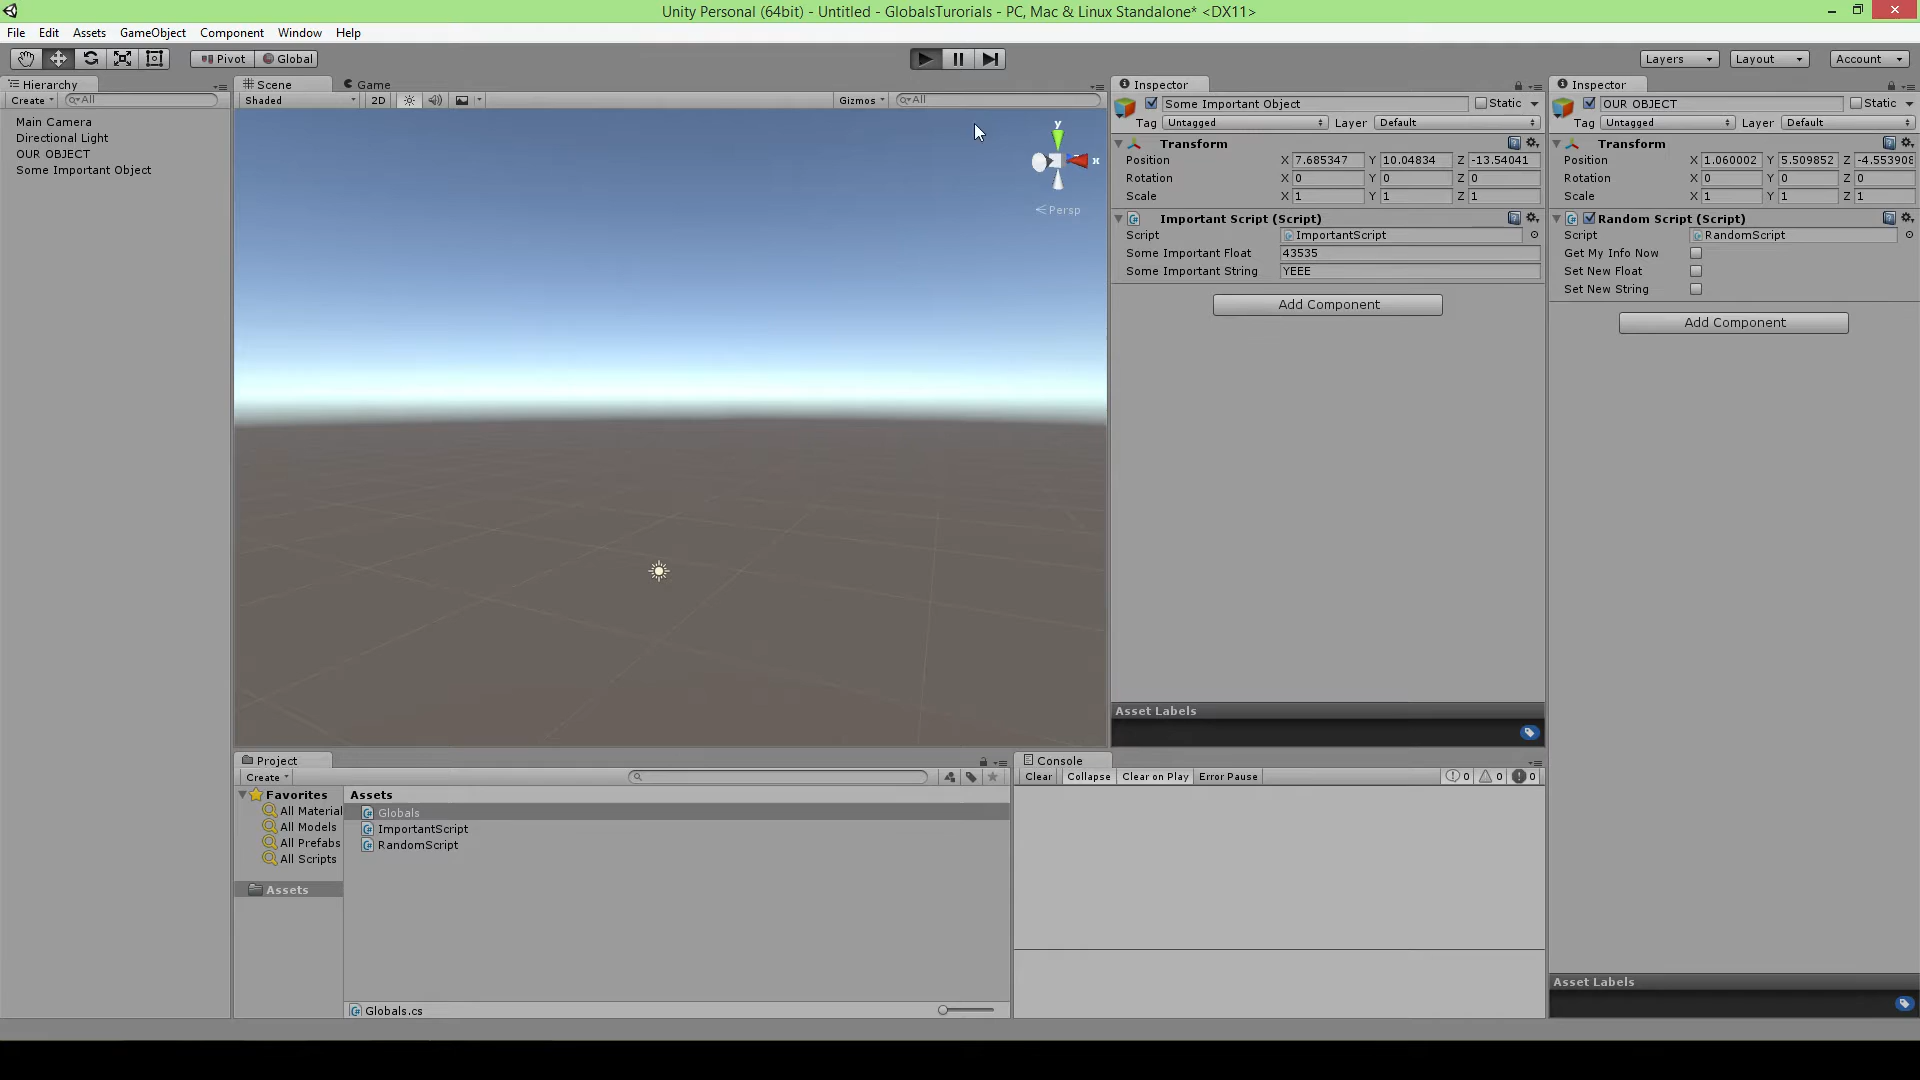 Unity Personal (64bit) - Untitled - GlobalsTurorials - PC, Mac & Linux Standalone* <DX11>
File Edit Assets GameObject Component Window Help
Pivot Global Layers Layout Account
Hierarchy
Create All
Main Camera
Directional Light
OUR OBJECT
Some Important Object
Scene Game
Shaded 2D Gizmos All
y
x
Persp
Inspector
Some Important Object Static
Tag Untagged Layer Default
Transform
Position X 7.685347 Y 10.04834 Z -13.54041
Rotation X 0 Y 0 Z 0
Scale X 1 Y 1 Z 1
Important Script (Script)
Script ImportantScript
Some Important Float 43535
Some Important String YEEE
Add Component
Asset Labels
Inspector
OUR OBJECT Static
Tag Untagged Layer Default
Transform
Position X 1.060002 Y 5.509852 Z -4.553908
Rotation X 0 Y 0 Z 0
Scale X 1 Y 1 Z 1
Random Script (Script)
Script RandomScript
Get My Info Now
Set New Float
Set New String
Add Component
Asset Labels
Project
Create
Favorites
All Material
All Models
All Prefabs
All Scripts
Assets
Assets
Globals
ImportantScript
RandomScript
Globals.cs
Console
Clear Collapse Clear on Play Error Pause 0 0 0